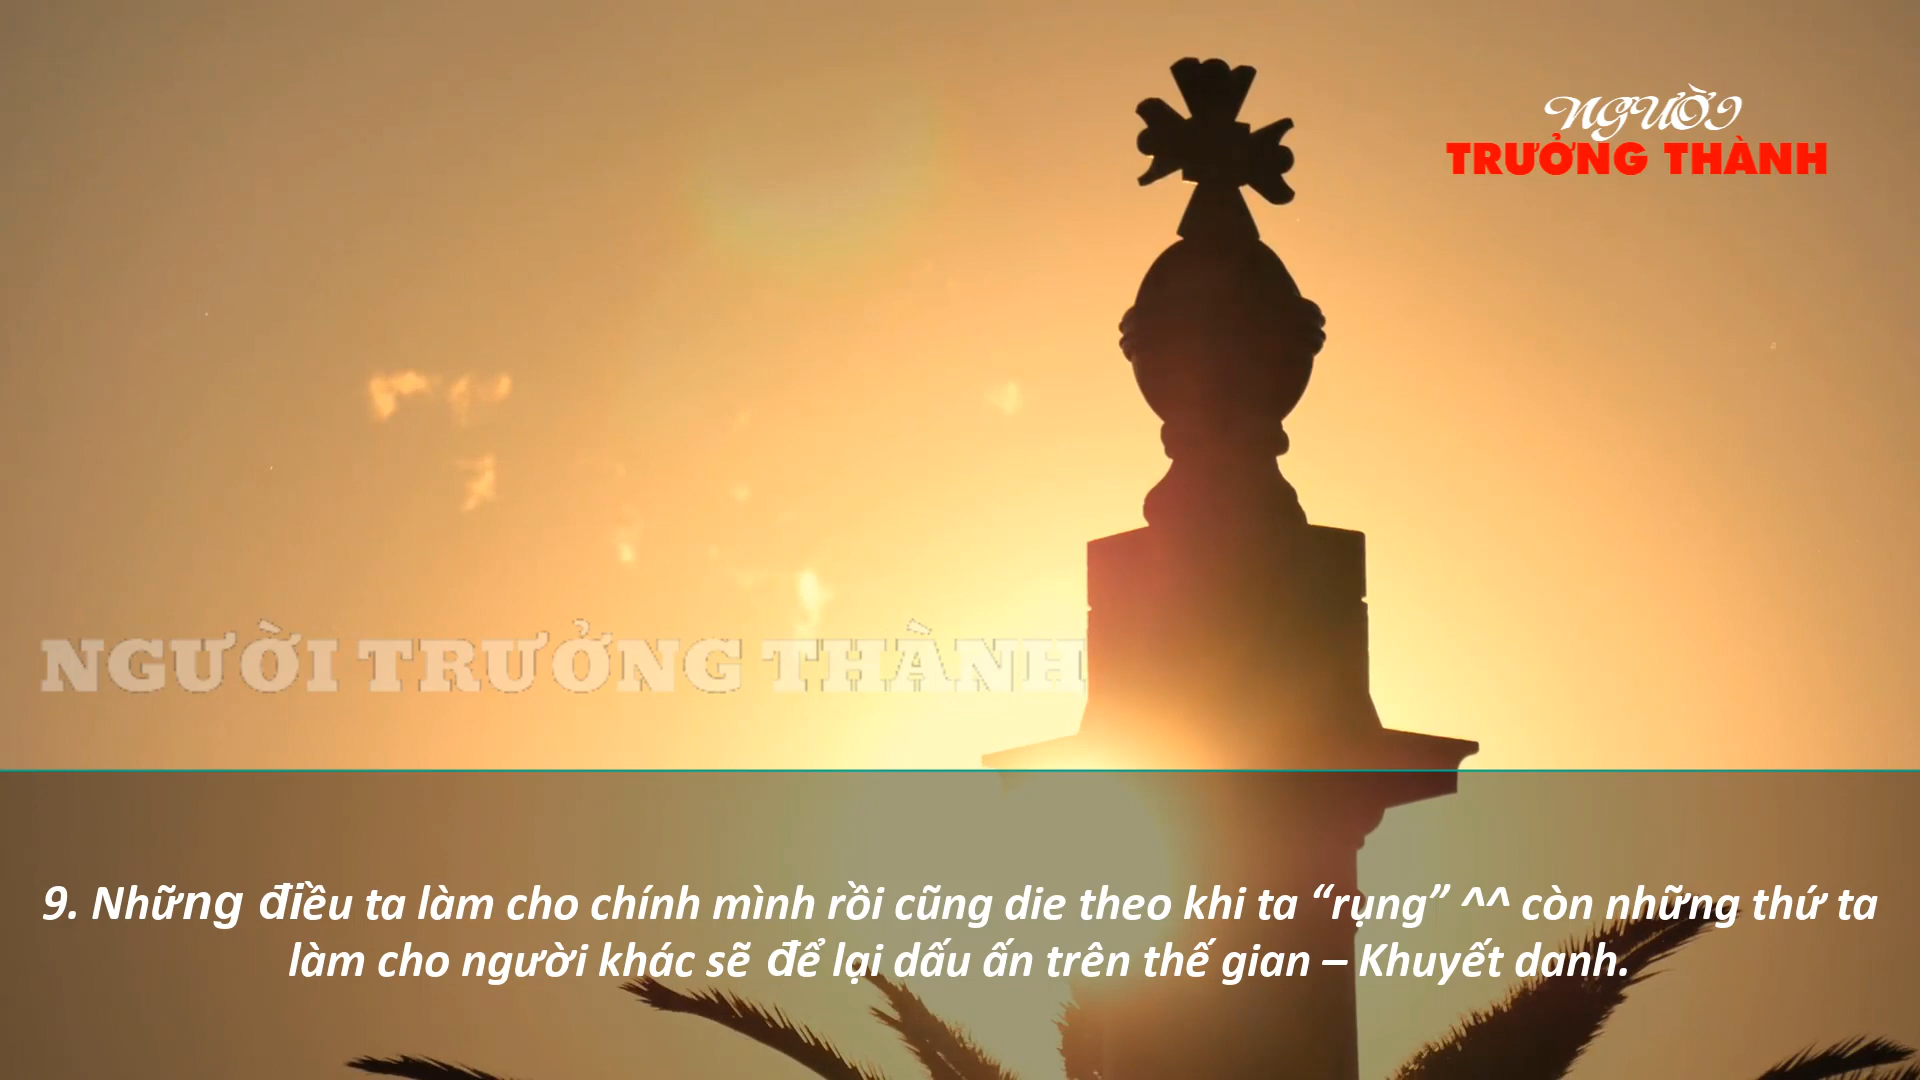 NGƯỜI
TRƯỞNG THÀNH
NGƯỜI TRƯỞNG THÀNH
9. Những điều ta làm cho chính mình rồi cũng die theo khi ta “rụng” ^^ còn những thứ ta
làm cho người khác sẽ để lại dấu ấn trên thế gian – Khuyết danh.